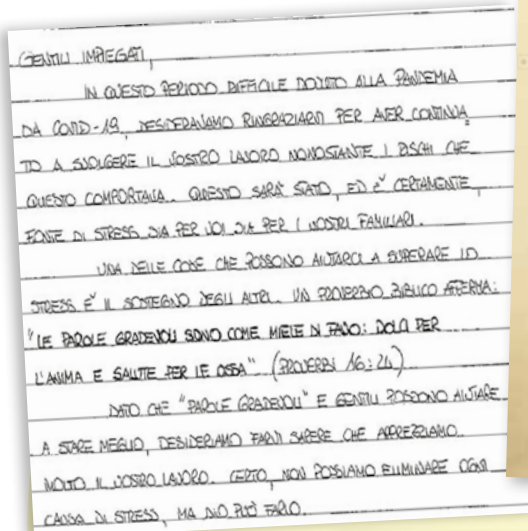 GENTILI IMPIEGATI,
IN QUESTO PERIODO DIFFICILE DOVUTO ALLA PANDEMIA
DA COVID-19, DESIDERAVAMO RINGRAZIARVI PER AVER CONTINUA
TO A SVOLGERE IL VOSTRO LAVORO NONOSTANTE I RISCHI CHE
QUESTO COMPORTAVA. QUESTO SARA' STATO, ED E' CERTAMENTE,
FONTE DI STRESS SIA PER VOI SIA PER I VOSTRI FAMILIARI.
UNA DELLE COSE CHE POSSONO AIUTARCI A SUPERARE LO
STRESS E' IL SOSTEGNO DEGLI ALTRI. UN PROVERBIO BIBLICO AFFERMA:
"LE PAROLE GRADEVOLI SONO COME MIELE DI FAVO: DOLCI PER
L'ANIMA E SALUTE PER LE OSSA" (PROVERBI 16:24)
DATO CHE "PAROLE GRADEVOLI" E GENTILI POSSONO AIUTARE
A STARE MEGLIO, DESIDERIAMO FARVI SAPERE CHE APPREZZIAMO
MOLTO IL VOSTRO LAVORO. CERTO, NON POSSIAMO ELIMINARE OGNI
CAUSA DI STRESS, MA DIO PUÒ FARLO.